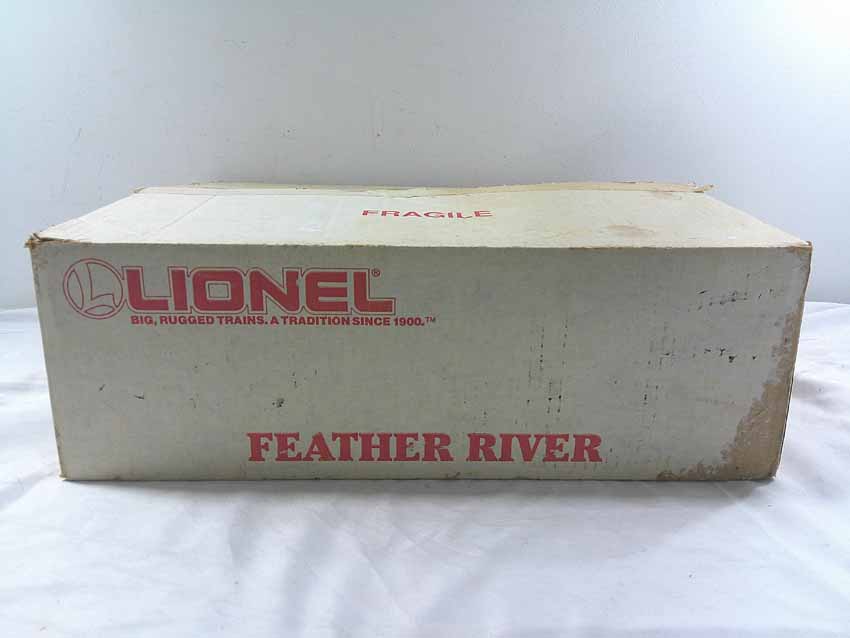 FRAGILE
LIONEL®
BIG, RUGGED TRAINS. A TRADITION SINCE 1900.™
FEATHER RIVER